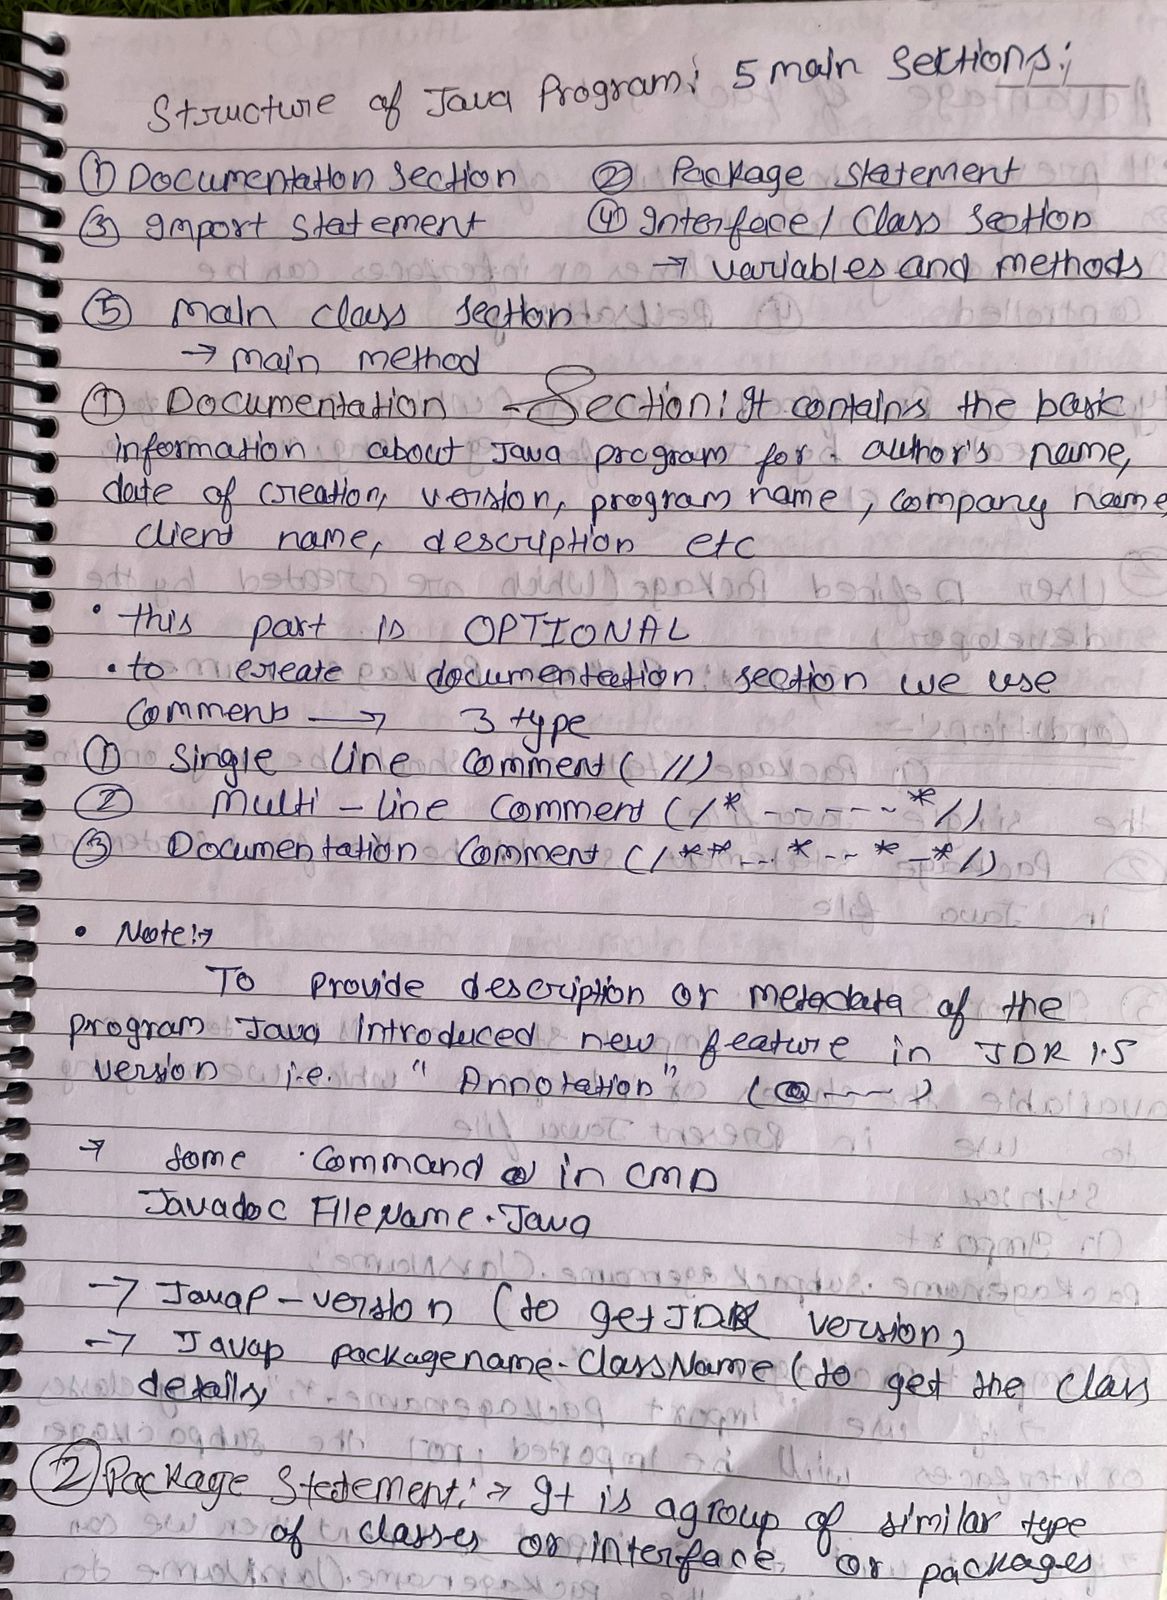 Structure of Java Program: 5 main Sections:
① Documentation Section ② Package Statement
③ Import Statement ④ Interface / Class Section
→ variables and methods
⑤ Main class section
→ main method
① Documentation - Section: It contains the basic
information about Java program for author's name,
date of creation, version, program name, company name
client name, description etc
• this part is OPTIONAL
• to create documentation section we use
comments → 3 type
① Single line comment ( // )
② Multi - line comment ( /* - - - - - - */ )
③ Documentation comment ( /** -- * -- * - */ )
• Note:→
To provide description or metadata of the
program Java introduced new feature in JDK 1.5
version i.e. " Annotation " ( @ - - - - )
→ Some Command in CMD
Javadoc FileName.Java
→ Javap - version (to get JDK version)
→ Javap packagename.ClassName (to get the class
details)
② Package Statement: → It is a group of similar type
of classes or interface or packages